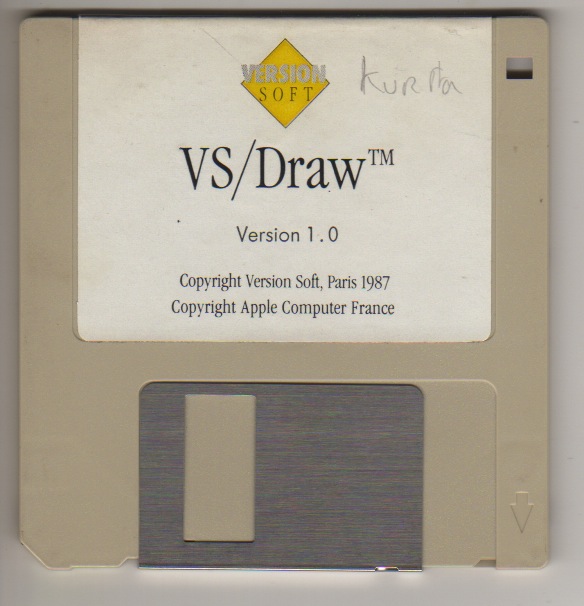 VERSION
SOFT
VS/Draw™
Version 1.0
Copyright Version Soft, Paris 1987
Copyright Apple Computer France